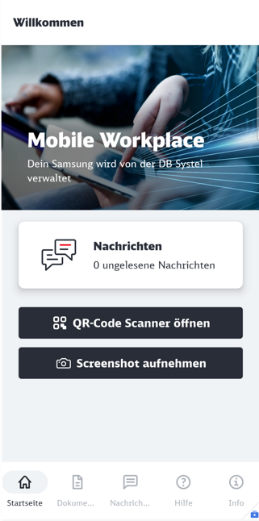 Willkommen
Mobile Workplace
Dein Samsung wird von der DB Systel
verwaltet
Nachrichten
0 ungelesene Nachrichten
QR-Code Scanner öffnen
Screenshot aufnehmen
Startseite Dokume... Nachrich... Hilfe Info